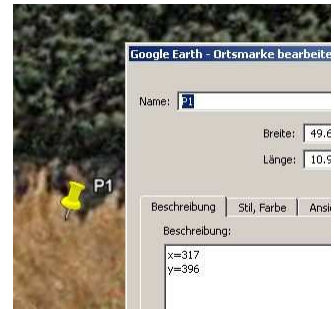 Google Earth - Ortsmarke bearbeite
Name: P1
Breite: 49.6
Länge: 10.9
P1
Beschreibung Stil, Farbe Ansi
Beschreibung:
x=317
y=396